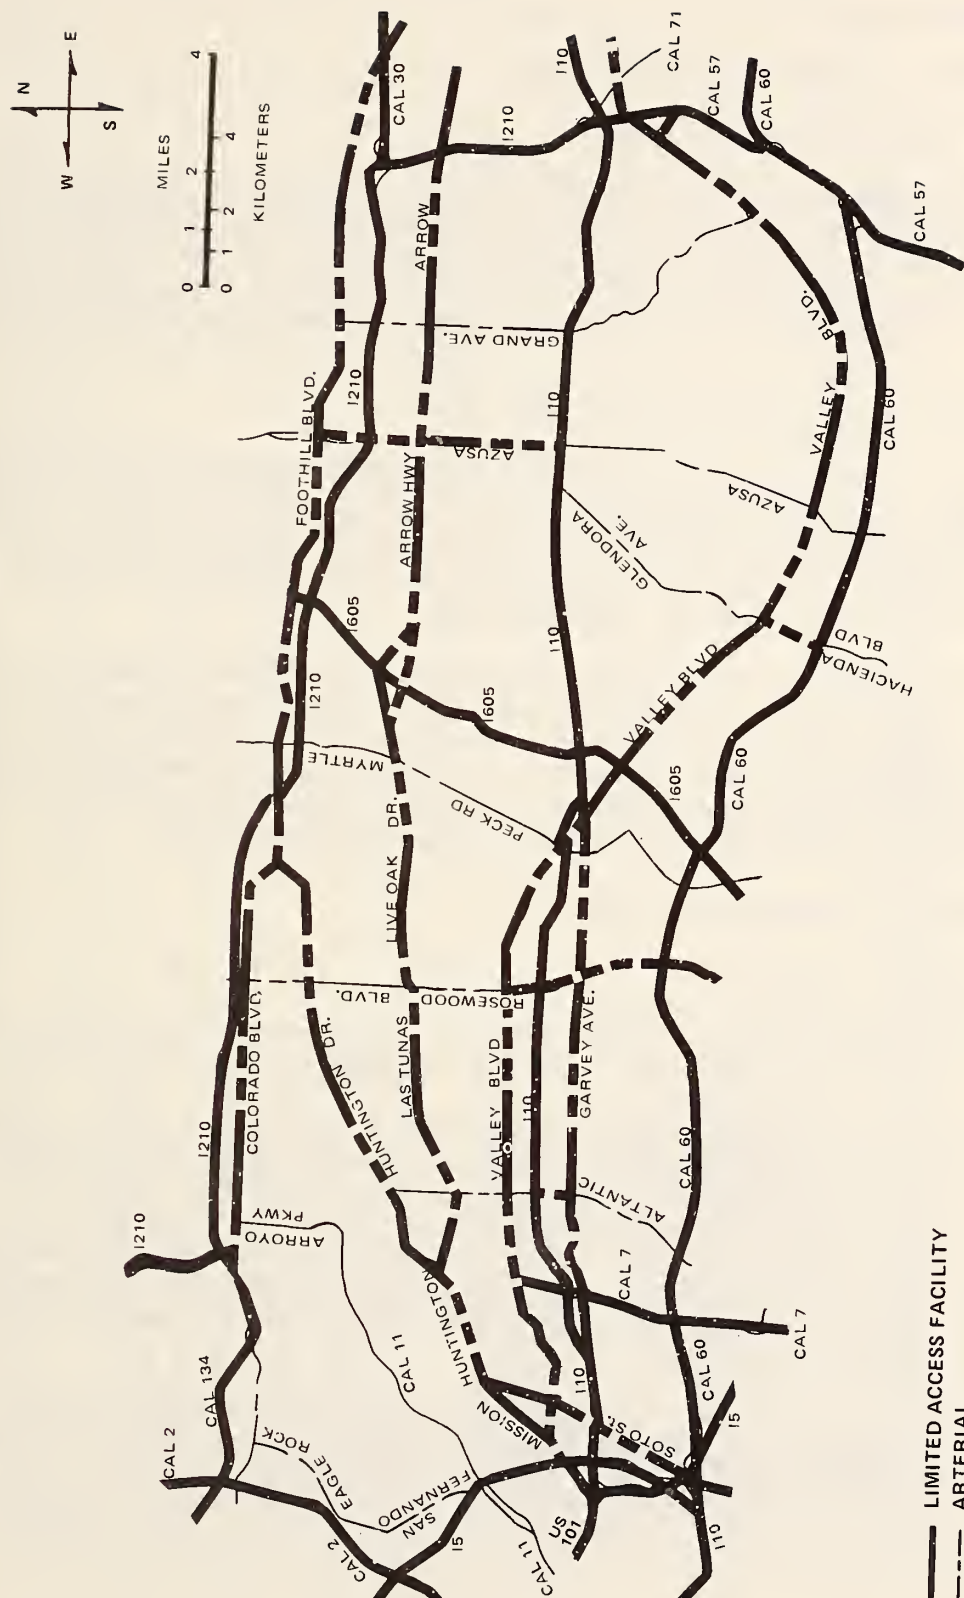 N
W
E
S
MILES
0 1 2 4
0 1 2 4
KILOMETERS
CAL 30
I10
CAL 71
CAL 57
CAL 60
I210
CAL 57
ARROW
GRAND AVE.
BLVD.
FOOTHILL BLVD.
I210
I10
VALLEY
CAL 60
AZUSA
ARROW HWY
AZUSA
GLENDORA
AVE.
I605
I10
BLVD
HACIENDA
I210
VALLEY BLVD
I605
MYRTLE
CAL 60
I605
LIVE OAK DR.
PECK RD
COLORADO BLVD.
ROSEWOOD BLVD.
HUNTINGTON DR.
LAS TUNAS
VALLEY BLVD
I10
GARVEY AVE.
I210
CAL 60
ALTANTIC
I210
ARROYO
PKWY
HUNTINGTON
CAL 7
CAL 7
CAL 134
CAL 11
CAL 60
I10
I5
MISSION
SOTO ST.
CAL 2
EAGLE ROCK
SAN
FERNANDO
CAL 2
I5
CAL 11
US
101
I10
LIMITED ACCESS FACILITY
ARTERIAL